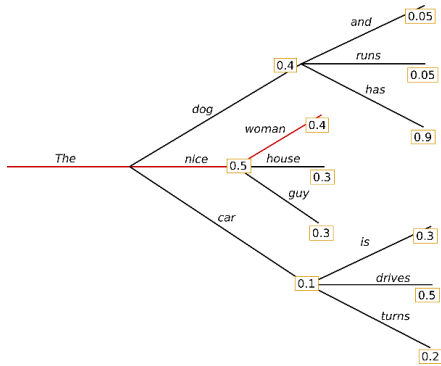 and
0.05
runs
0.4
0.05
has
dog
woman
0.4
0.9
The
nice
0.5
house
0.3
guy
car
0.3
is
0.3
0.1
drives
0.5
turns
0.2